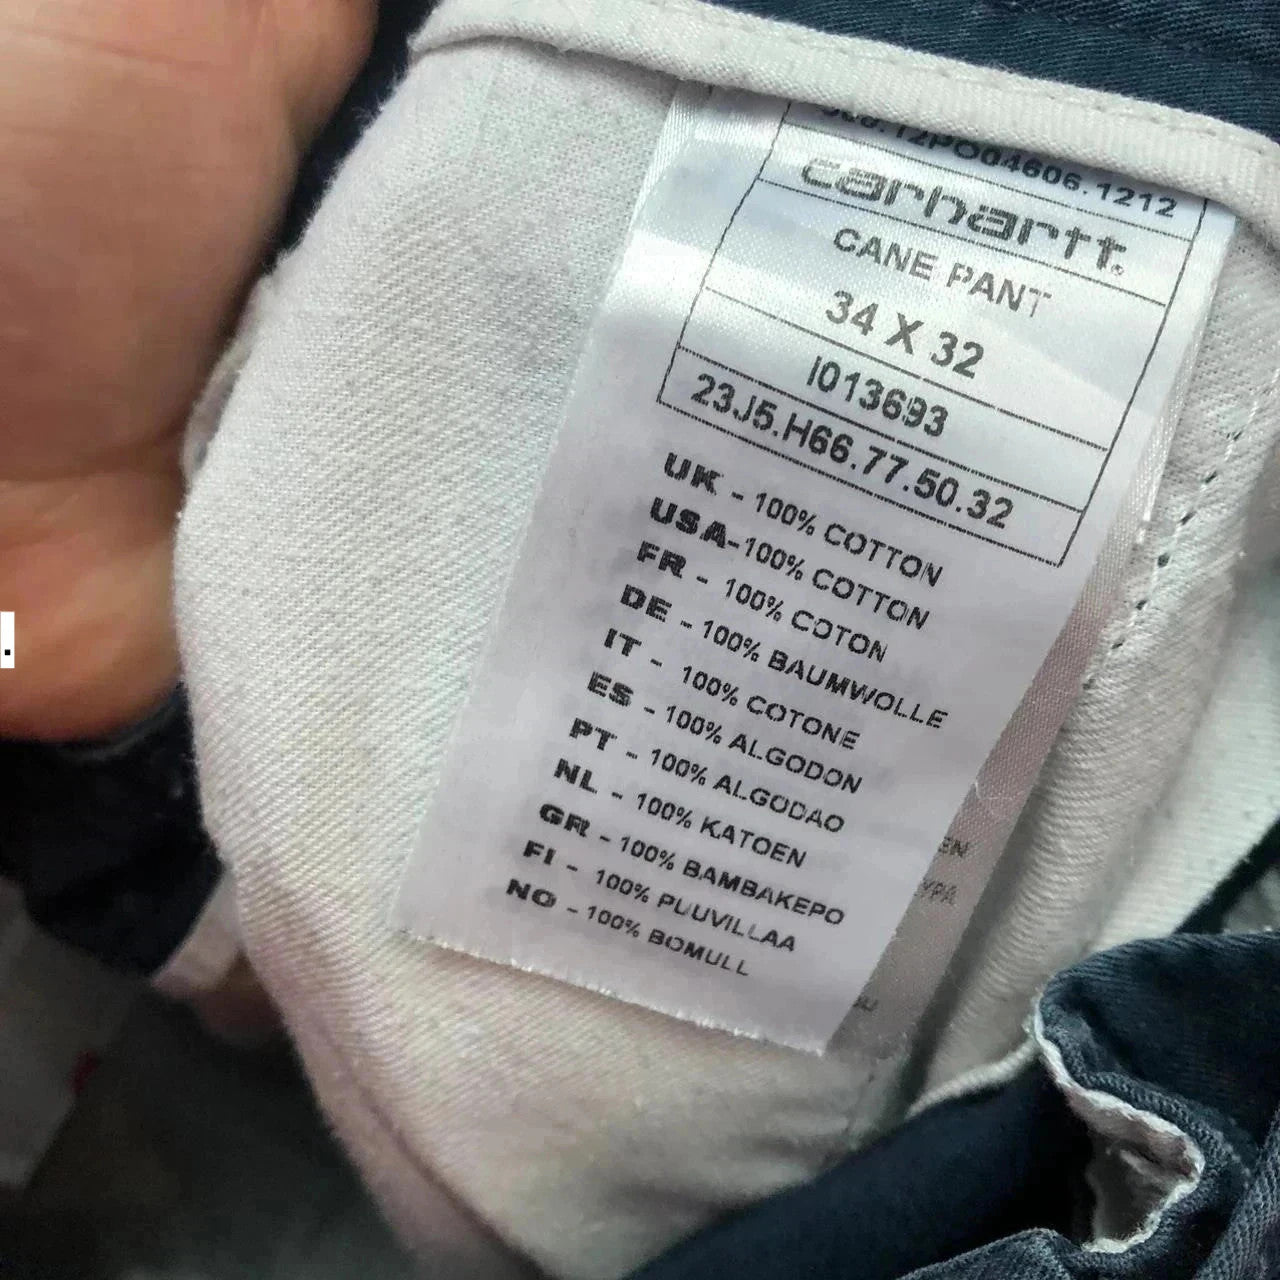 12PO04606.1212
carhartt.
CANE PANT
34 X 32
I013693
23J5.H66.77.50.32
UK - 100% COTTON
USA-100% COTTON
FR - 100% COTON
DE - 100% BAUMWOLLE
IT - 100% COTONE
ES - 100% ALGODON
PT - 100% ALGODAO
NL - 100% KATOEN
GR - 100% BAMBAKEPO
FI - 100% PUUVILLAA
NO - 100% BOMULL
.